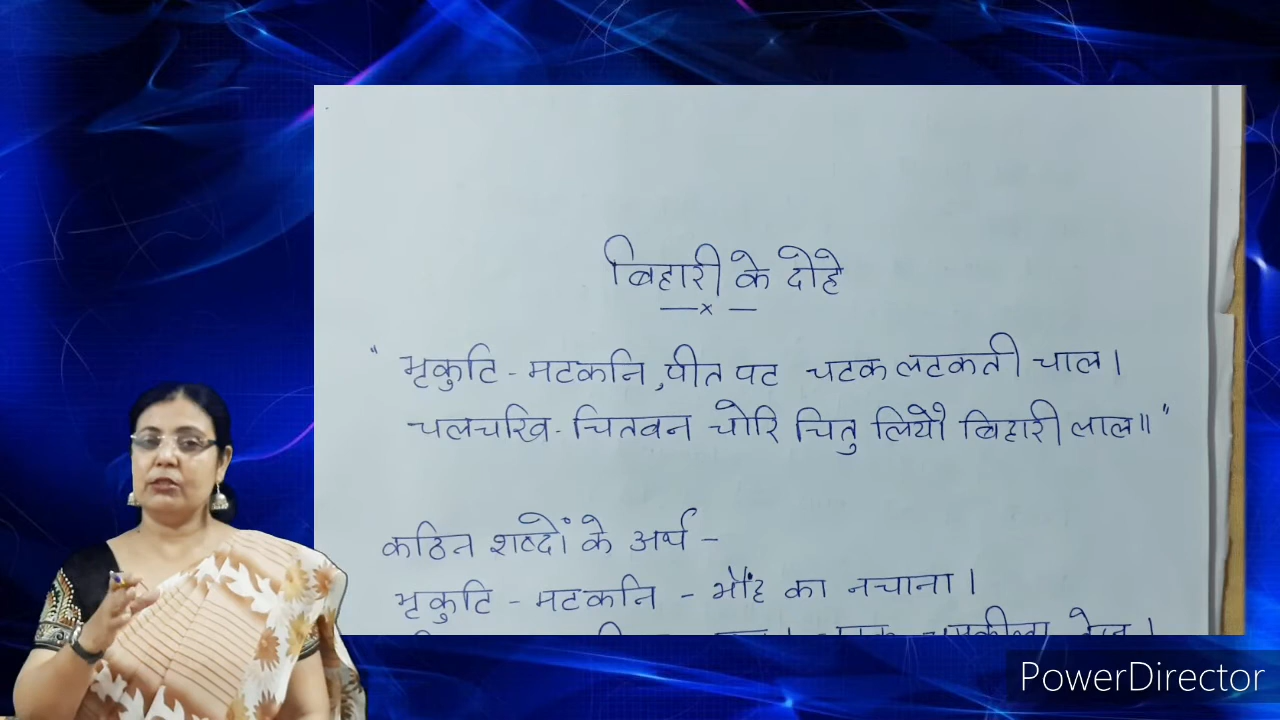 बिहारी के दोहे
—x—
" भृकुटि - मटकनि, पीत पट चटक लटकती चाल।
चलचखि - चितवन चोरि चितु लियौ बिहारी लाल॥"
कठिन शब्दों के अर्थ -
भृकुटि - मटकनि - भौंह का नचाना।
PowerDirector